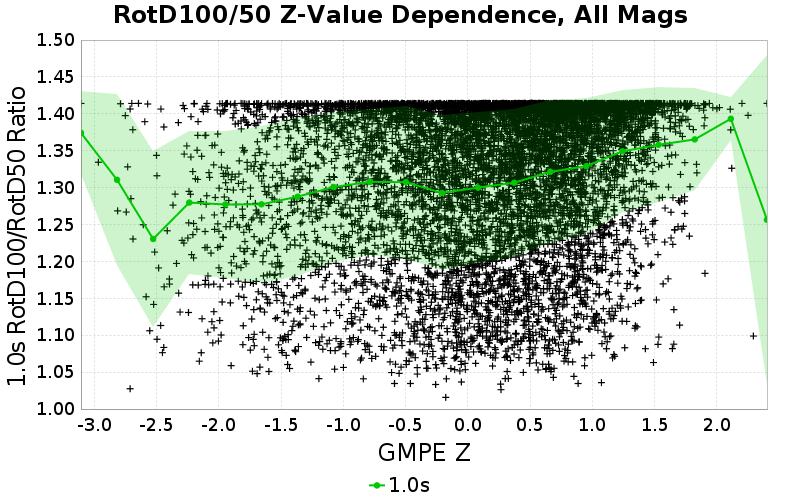 RotD100/50 Z-Value Dependence, All Mags
1.0s RotD100/RotD50 Ratio
1.50
1.45
1.40
1.35
1.30
1.25
1.20
1.15
1.10
1.05
1.00
-3.0 -2.5 -2.0 -1.5 -1.0 -0.5 0.0 0.5 1.0 1.5 2.0
GMPE Z
1.0s